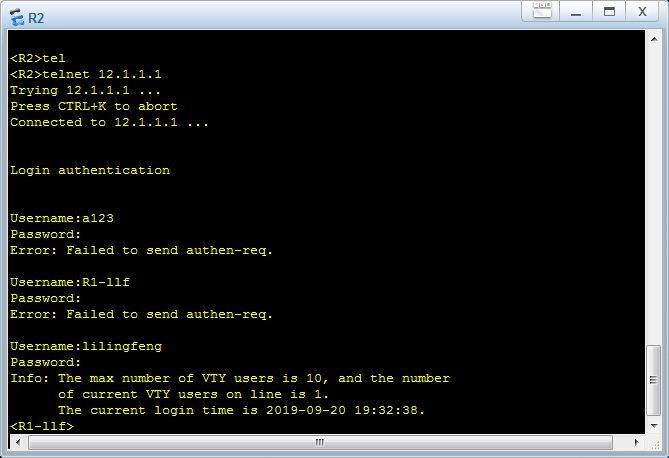 R2
<R2>tel
<R2>telnet 12.1.1.1
Trying 12.1.1.1 ...
Press CTRL+K to abort
Connected to 12.1.1.1 ...
Login authentication
Username:a123
Password:
Error: Failed to send authen-req.
Username:R1-llf
Password:
Error: Failed to send authen-req.
Username:lilingfeng
Password:
Info: The max number of VTY users is 10, and the number
of current VTY users on line is 1.
The current login time is 2019-09-20 19:32:38.
<R1-llf>